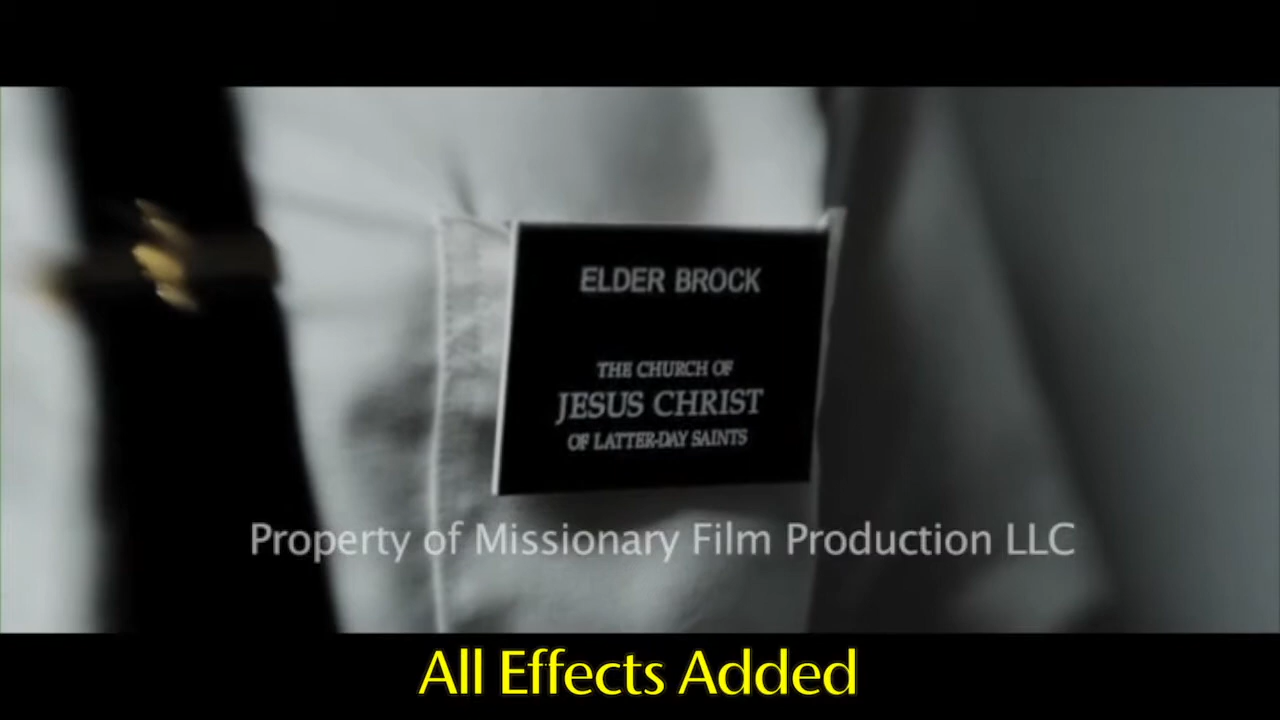 ELDER BROCK
THE CHURCH OF
JESUS CHRIST
OF LATTER-DAY SAINTS
Property of Missionary Film Production LLC
All Effects Added